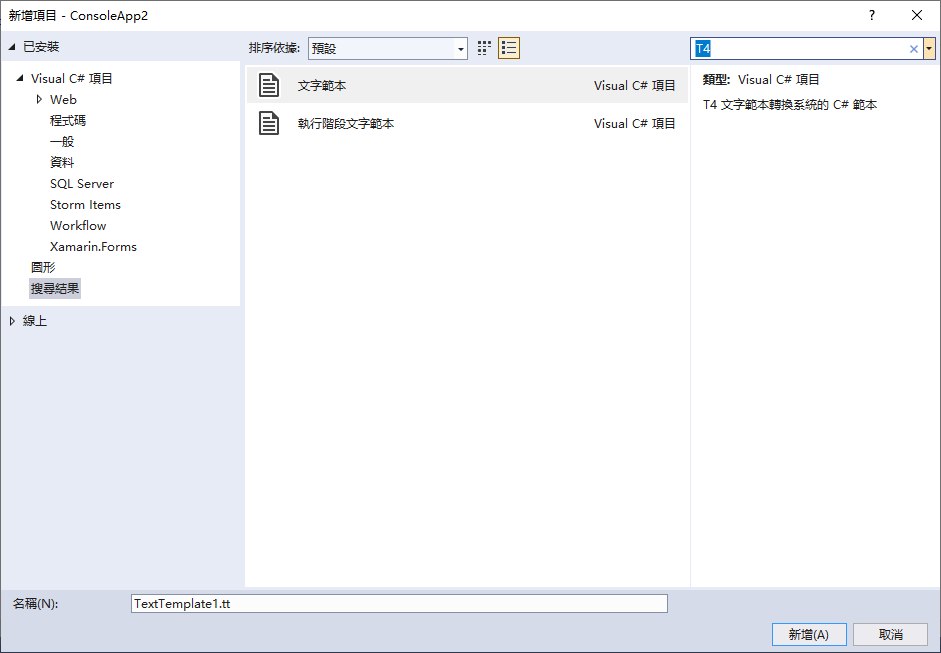 新增項目 - ConsoleApp2
?
已安裝
排序依據: 預設
T4
Visual C# 項目
Web
程式碼
一般
資料
SQL Server
Storm Items
Workflow
Xamarin.Forms
圖形
搜尋結果
線上
文字範本 Visual C# 項目
執行階段文字範本 Visual C# 項目
類型: Visual C# 項目
T4 文字範本轉換系統的 C# 範本
名稱(N): TextTemplate1.tt
新增(A) 取消